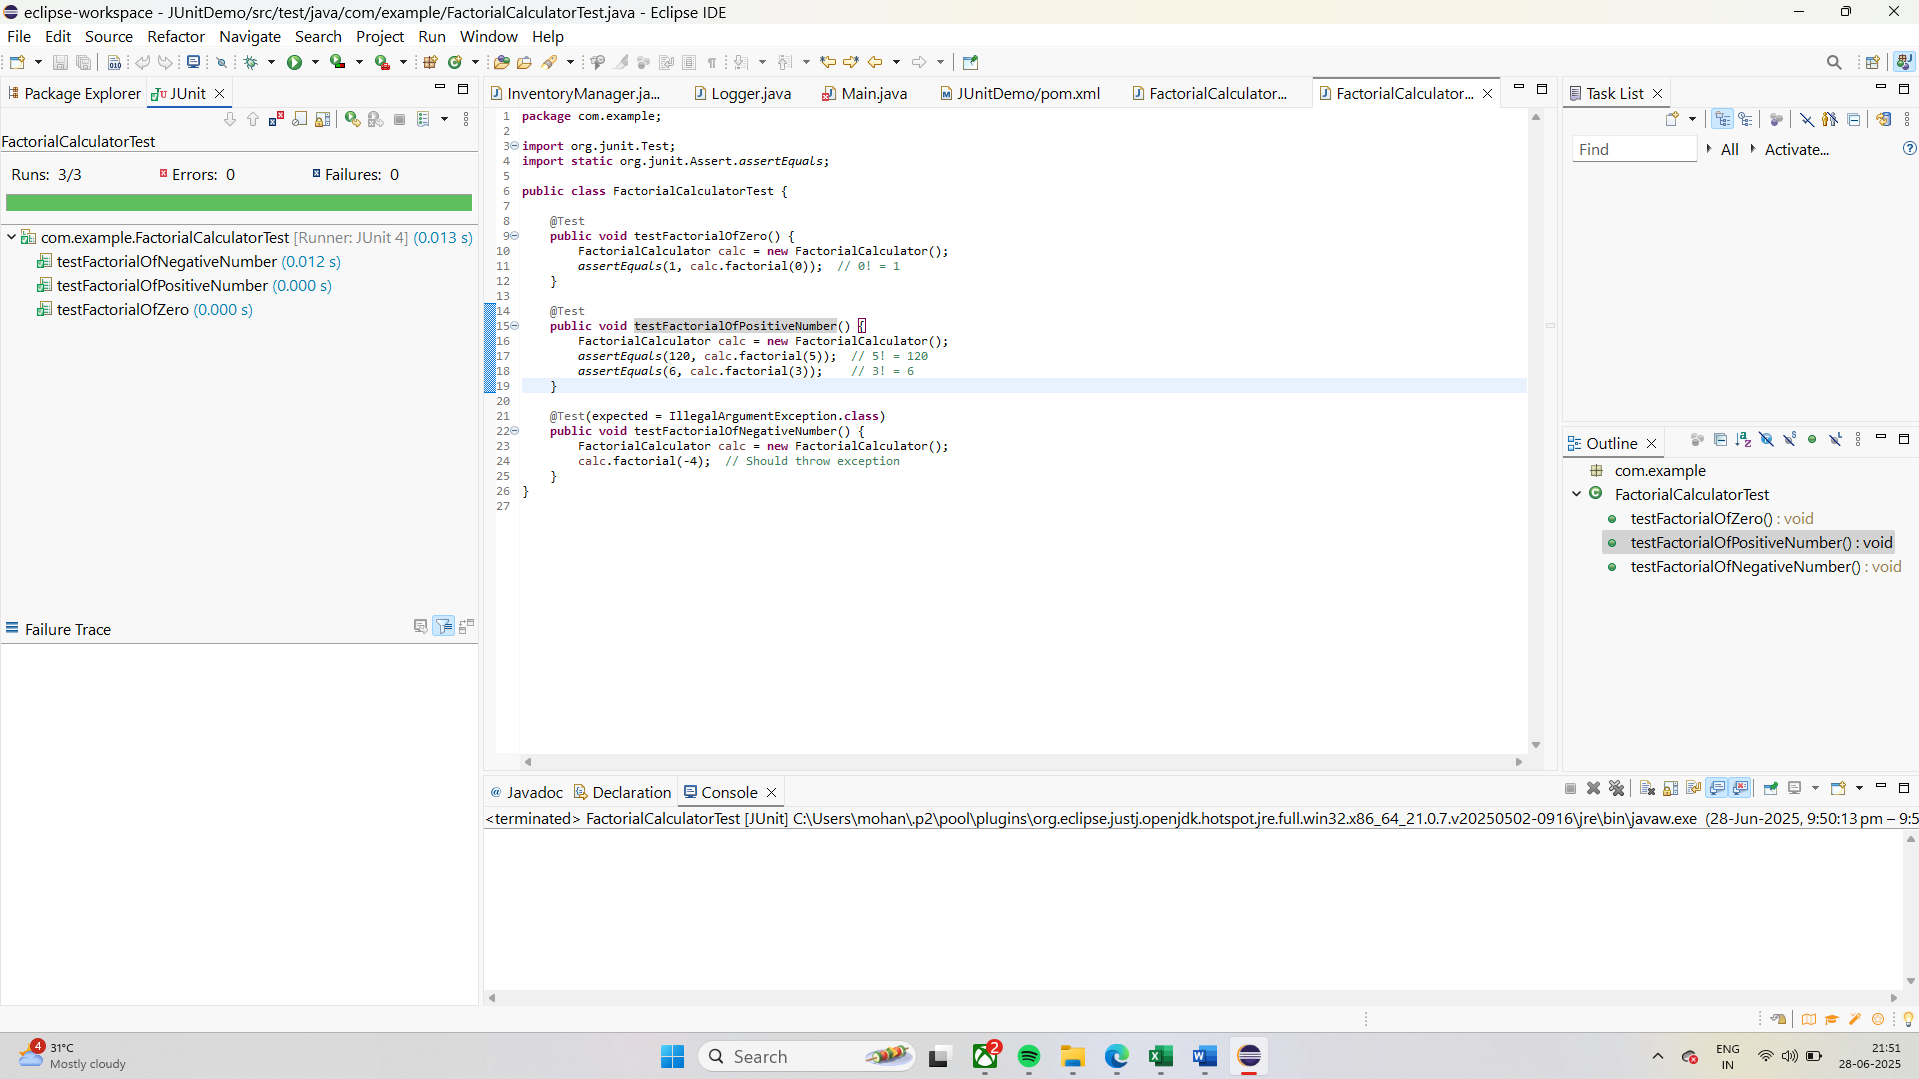 eclipse-workspace - JUnitDemo/src/test/java/com/example/FactorialCalculatorTest.java - Eclipse IDE
File Edit Source Refactor Navigate Search Project Run Window Help
Package Explorer JUnit
FactorialCalculatorTest
Runs: 3/3 Errors: 0 Failures: 0
com.example.FactorialCalculatorTest [Runner: JUnit 4] (0.013 s)
testFactorialOfNegativeNumber (0.012 s)
testFactorialOfPositiveNumber (0.000 s)
testFactorialOfZero (0.000 s)
Failure Trace
InventoryManager.ja... Logger.java Main.java JUnitDemo/pom.xml FactorialCalculator... FactorialCalculator...
1 package com.example;
2
3 import org.junit.Test;
4 import static org.junit.Assert.assertEquals;
5
6 public class FactorialCalculatorTest {
7
8     @Test
9     public void testFactorialOfZero() {
10         FactorialCalculator calc = new FactorialCalculator();
11         assertEquals(1, calc.factorial(0));  // 0! = 1
12     }
13
14     @Test
15     public void testFactorialOfPositiveNumber() {
16         FactorialCalculator calc = new FactorialCalculator();
17         assertEquals(120, calc.factorial(5));  // 5! = 120
18         assertEquals(6, calc.factorial(3));    // 3! = 6
19     }
20
21     @Test(expected = IllegalArgumentException.class)
22     public void testFactorialOfNegativeNumber() {
23         FactorialCalculator calc = new FactorialCalculator();
24         calc.factorial(-4);  // Should throw exception
25     }
26 }
27
Task List
Find All Activate...
Outline
com.example
FactorialCalculatorTest
testFactorialOfZero() : void
testFactorialOfPositiveNumber() : void
testFactorialOfNegativeNumber() : void
@ Javadoc Declaration Console
<terminated> FactorialCalculatorTest [JUnit] C:\Users\mohan\.p2\pool\plugins\org.eclipse.justj.openjdk.hotspot.jre.full.win32.x86_64_21.0.7.v20250502-0916\jre\bin\javaw.exe (28-Jun-2025, 9:50:13 pm – 9:5
4
31°C
Mostly cloudy
Search
2
ENG
IN
21:51
28-06-2025